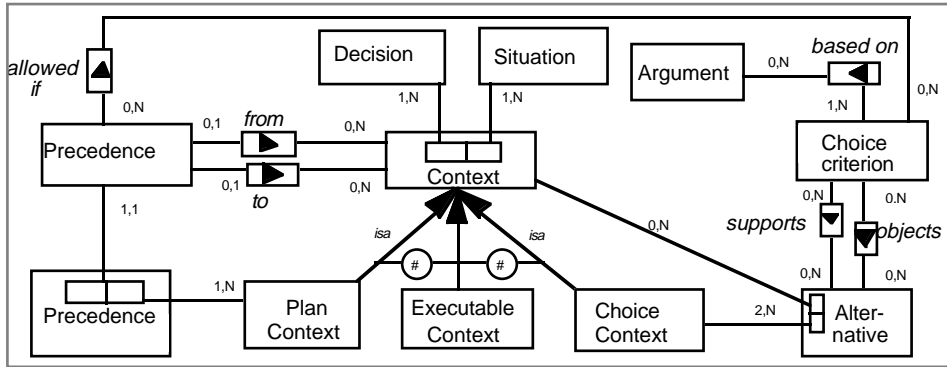 Decision
Situation
based on
allowed
if
Argument
0,N
1,N
1,N
0,N
1,N
0,N
0,1
from
0,N
Precedence
Choice
criterion
0,1
to
0,N
Context
1,1
0,N
0.N
supports
objects
isa
isa
0,N
#
#
0,N
0,N
1,N
2,N
Precedence
Plan
Context
Executable
Context
Choice
Context
Alter-
native